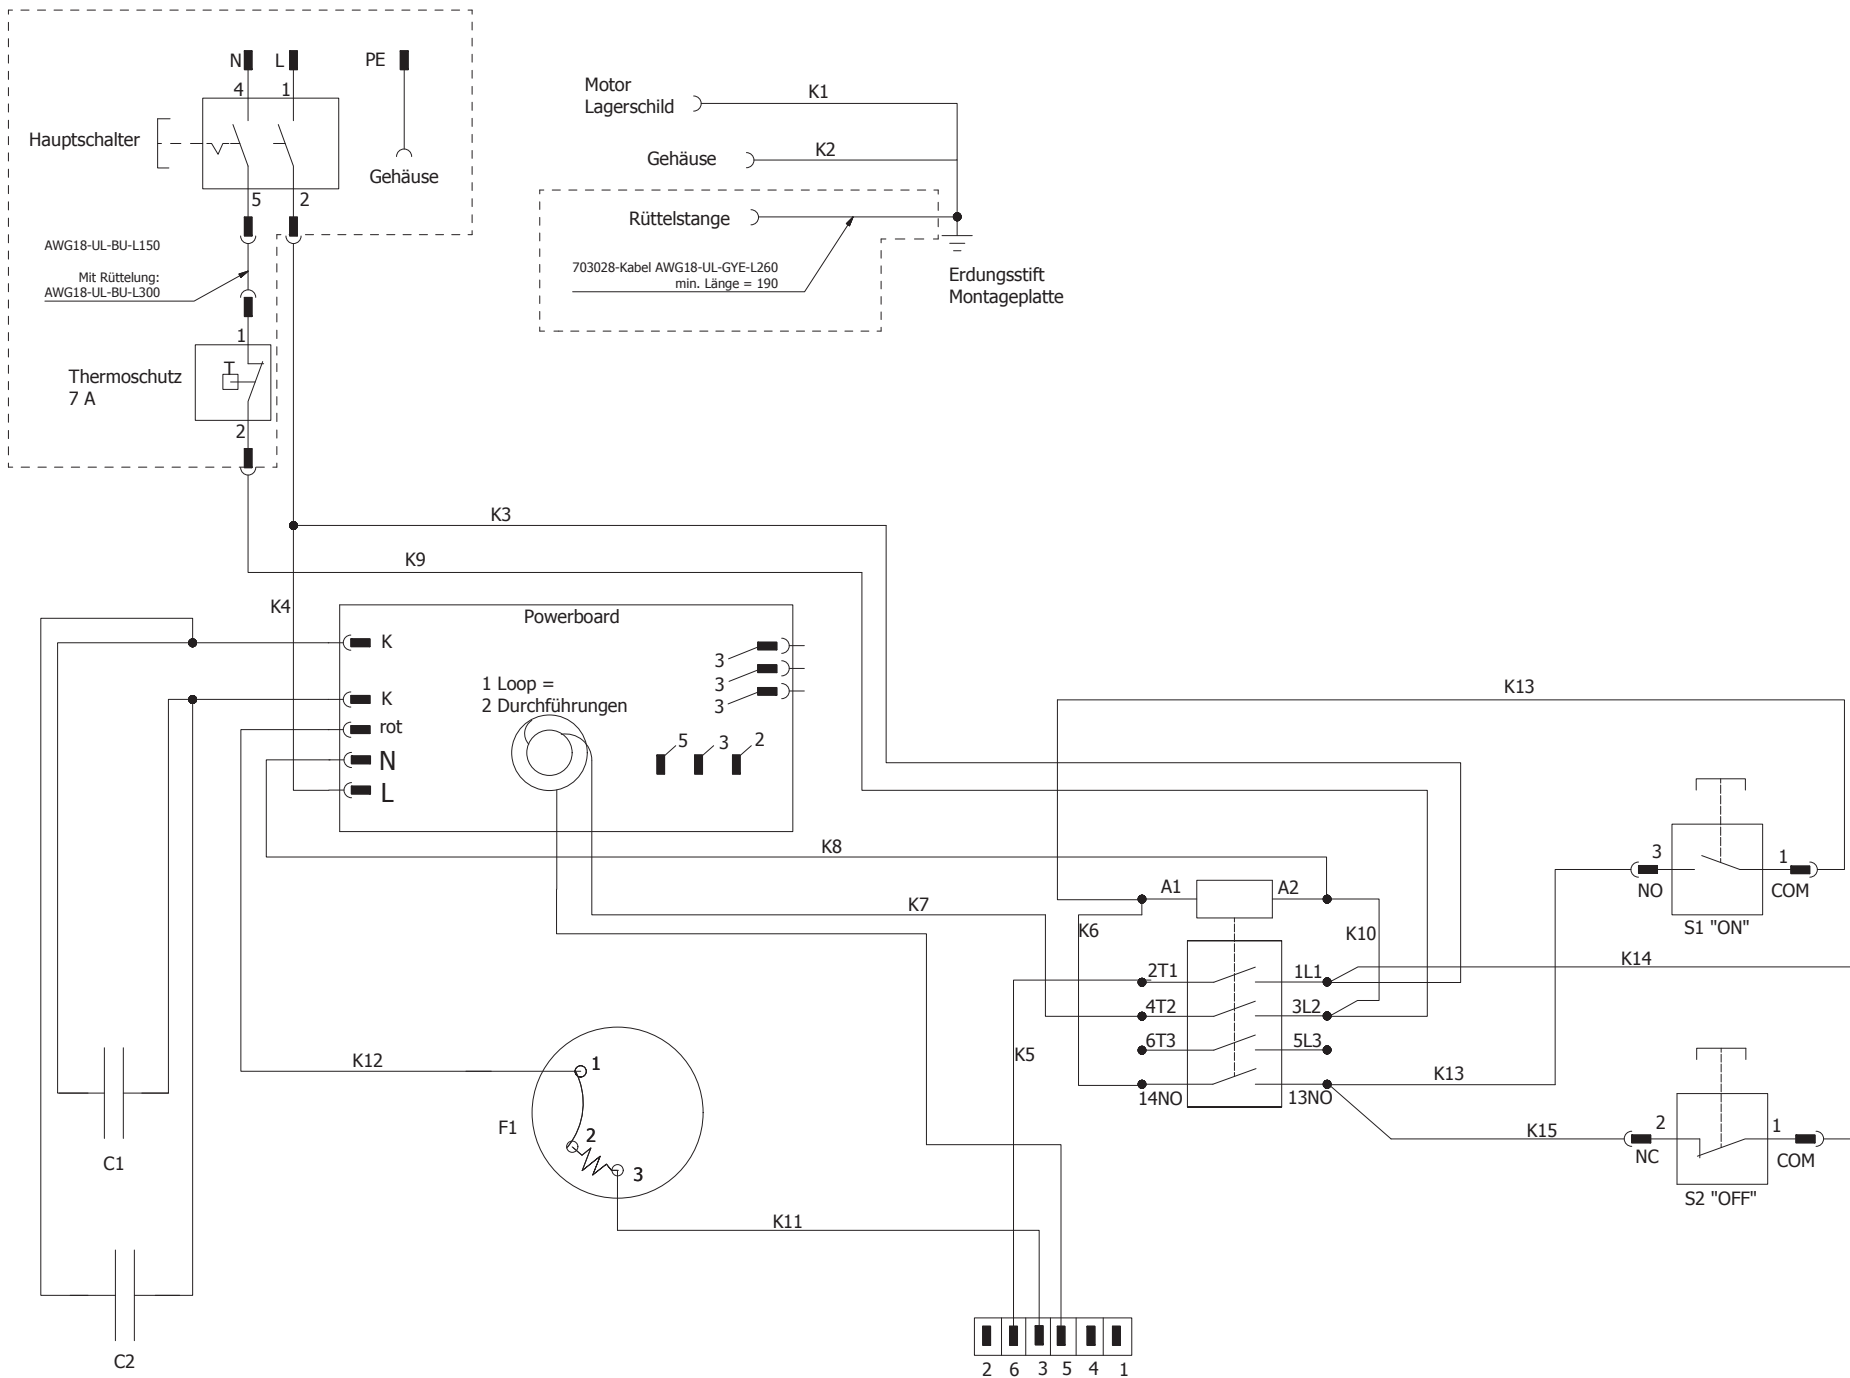 N
L
PE
4
1
Hauptschalter
Gehäuse
5
2
AWG18-UL-BU-L150
Mit Rüttelung:
AWG18-UL-BU-L300
1
T
Thermoschutz
7 A
2
Motor
Lagerschild
K1
Gehäuse
K2
Rüttelstange
703028-Kabel AWG18-UL-GYE-L260
min. Länge = 190
Erdungsstift
Montageplatte
K3
K9
K4
Powerboard
K
K
rot
N
L
1 Loop =
2 Durchführungen
3
3
3
5
3
2
K13
K8
K7
A1
A2
K6
K10
2T1
1L1
4T2
3L2
6T3
5L3
14NO
13NO
3
1
NO
COM
S1 "ON"
K14
K13
K15
2
1
NC
COM
S2 "OFF"
K5
K12
1
2
3
F1
K11
C1
C2
2
6
3
5
4
1